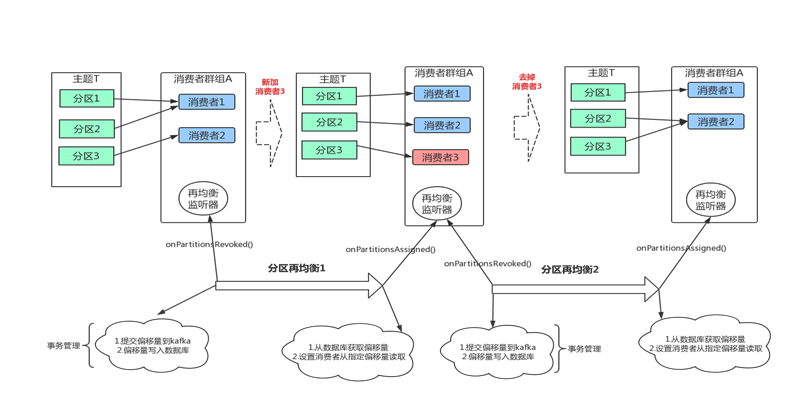 主题T
消费者群组A
分区1
分区2
分区3
消费者1
消费者2
再均衡
监听器
新加
消费者3
主题T
消费者群组A
分区1
分区2
分区3
消费者1
消费者2
消费者3
再均衡
监听器
去掉
消费者3
主题T
消费者群组A
分区1
分区2
分区3
消费者1
消费者2
再均衡
监听器
onPartitionsRevoked()
分区再均衡1
onPartitionsAssigned()
onPartitionsRevoked()
分区再均衡2
onPartitionsAssigned()
事务管理
1.提交偏移量到kafka
2.偏移量写入数据库
1.从数据库获取偏移量
2.设置消费者从指定偏移量读取
1.提交偏移量到kafka
2.偏移量写入数据库
事务管理
1.从数据库获取偏移量
2.设置消费者从指定偏移量读取